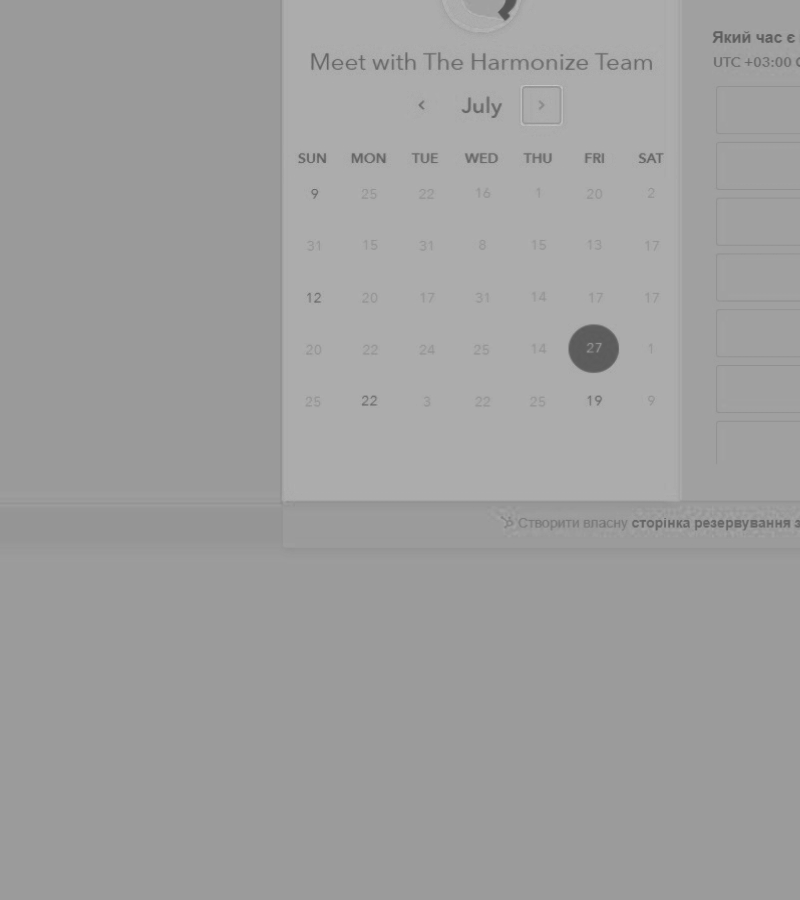 Meet with The Harmonize Team
July
SUN MON TUE WED THU FRI SAT
9 25 22 16 1 20 2
31 15 31 8 15 13 17
12 20 17 31 14 17 17
20 22 24 25 14 27 1
25 22 3 22 25 19 9
Який час є
UTC +03:00
Створити власну сторінка резервування з